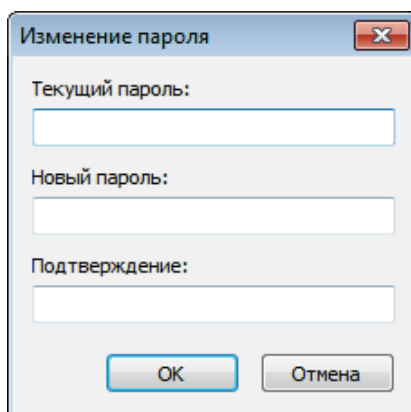 Изменение пароля
Текущий пароль:
Новый пароль:
Подтверждение:
OK Отмена